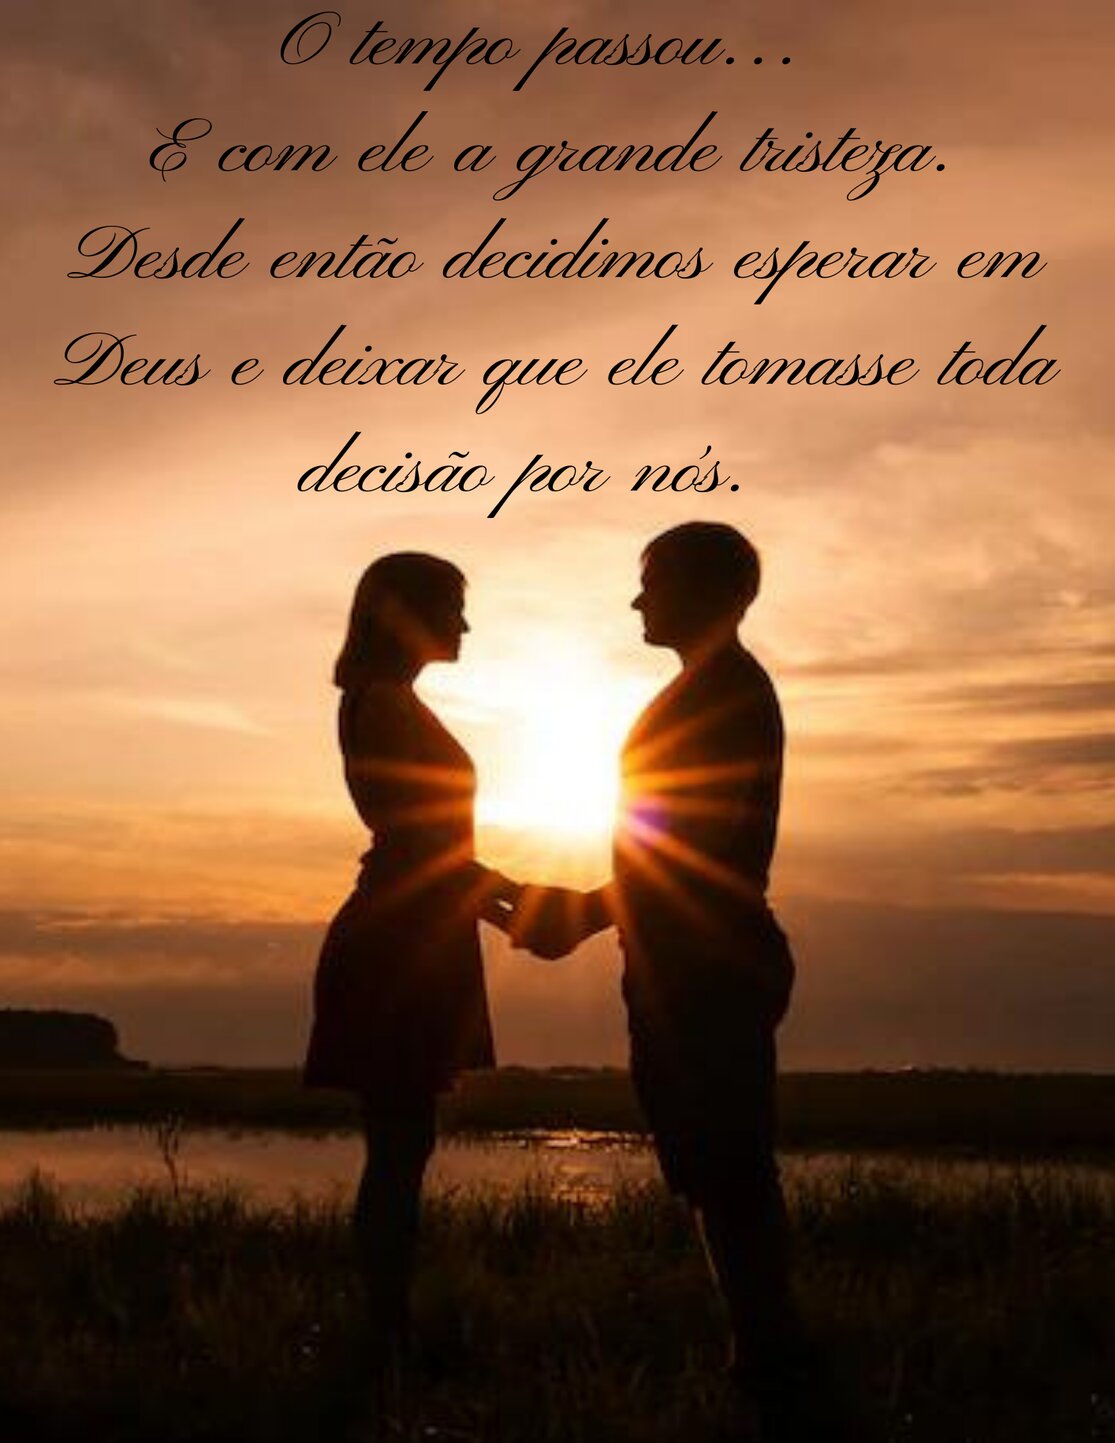 O tempo passou...
E com ele a grande tristeza.
Desde então decidimos esperar em
Deus e deixar que ele tomasse toda
decisão por nós.